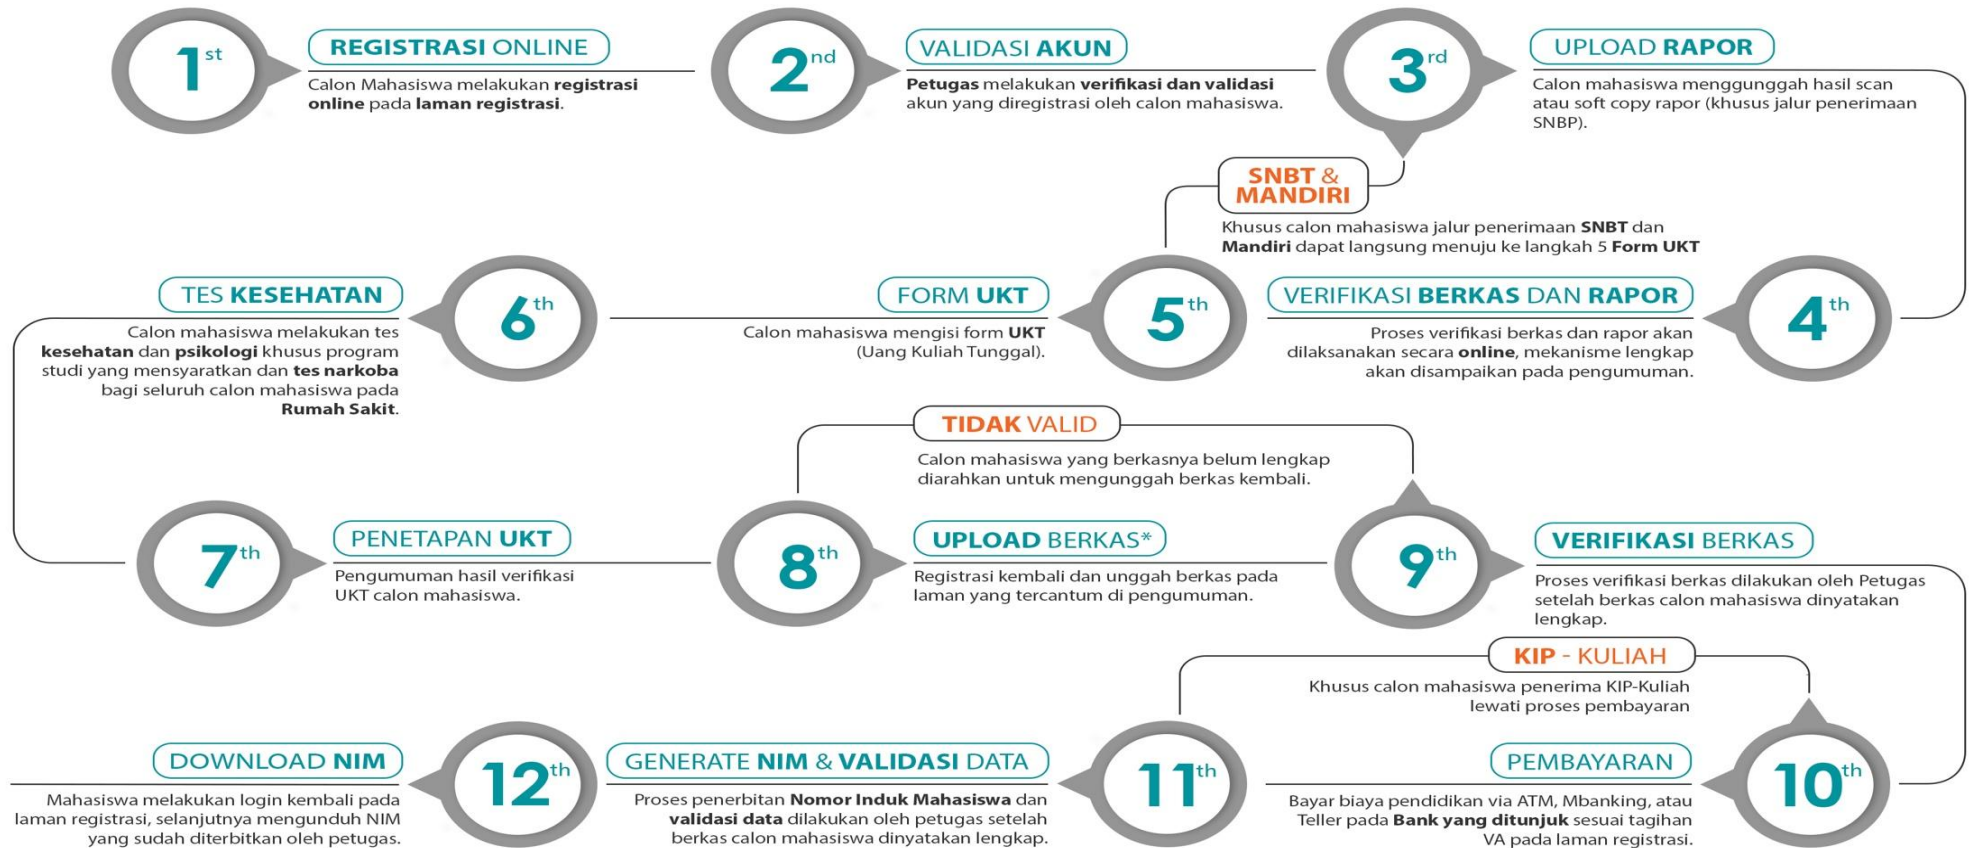 1st
REGISTRASI ONLINE
Calon Mahasiswa melakukan registrasi
online pada laman registrasi.
2nd
VALIDASI AKUN
Petugas melakukan verifikasi dan validasi
akun yang diregistrasi oleh calon mahasiswa.
3rd
UPLOAD RAPOR
Calon mahasiswa menggunggah hasil scan
atau soft copy rapor (khusus jalur penerimaan
SNBP).
SNBT &
MANDIRI
Khusus calon mahasiswa jalur penerimaan SNBT dan
Mandiri dapat langsung menuju ke langkah 5 Form UKT
4th
VERIFIKASI BERKAS DAN RAPOR
Proses verifikasi berkas dan rapor akan
dilaksanakan secara online, mekanisme lengkap
akan disampaikan pada pengumuman.
5th
FORM UKT
Calon mahasiswa mengisi form UKT
(Uang Kuliah Tunggal).
6th
TES KESEHATAN
Calon mahasiswa melakukan tes
kesehatan dan psikologi khusus program
studi yang mensyaratkan dan tes narkoba
bagi seluruh calon mahasiswa pada
Rumah Sakit.
7th
PENETAPAN UKT
Pengumuman hasil verifikasi
UKT calon mahasiswa.
8th
UPLOAD BERKAS*
Registrasi kembali dan unggah berkas pada
laman yang tercantum di pengumuman.
TIDAK VALID
Calon mahasiswa yang berkasnya belum lengkap
diarahkan untuk mengunggah berkas kembali.
9th
VERIFIKASI BERKAS
Proses verifikasi berkas dilakukan oleh Petugas
setelah berkas calon mahasiswa dinyatakan
lengkap.
KIP - KULIAH
Khusus calon mahasiswa penerima KIP-Kuliah
lewati proses pembayaran
10th
PEMBAYARAN
Bayar biaya pendidikan via ATM, Mbanking, atau
Teller pada Bank yang ditunjuk sesuai tagihan
VA pada laman registrasi.
11th
GENERATE NIM & VALIDASI DATA
Proses penerbitan Nomor Induk Mahasiswa dan
validasi data dilakukan oleh petugas setelah
berkas calon mahasiswa dinyatakan lengkap.
12th
DOWNLOAD NIM
Mahasiswa melakukan login kembali pada
laman registrasi, selanjutnya mengunduh NIM
yang sudah diterbitkan oleh petugas.